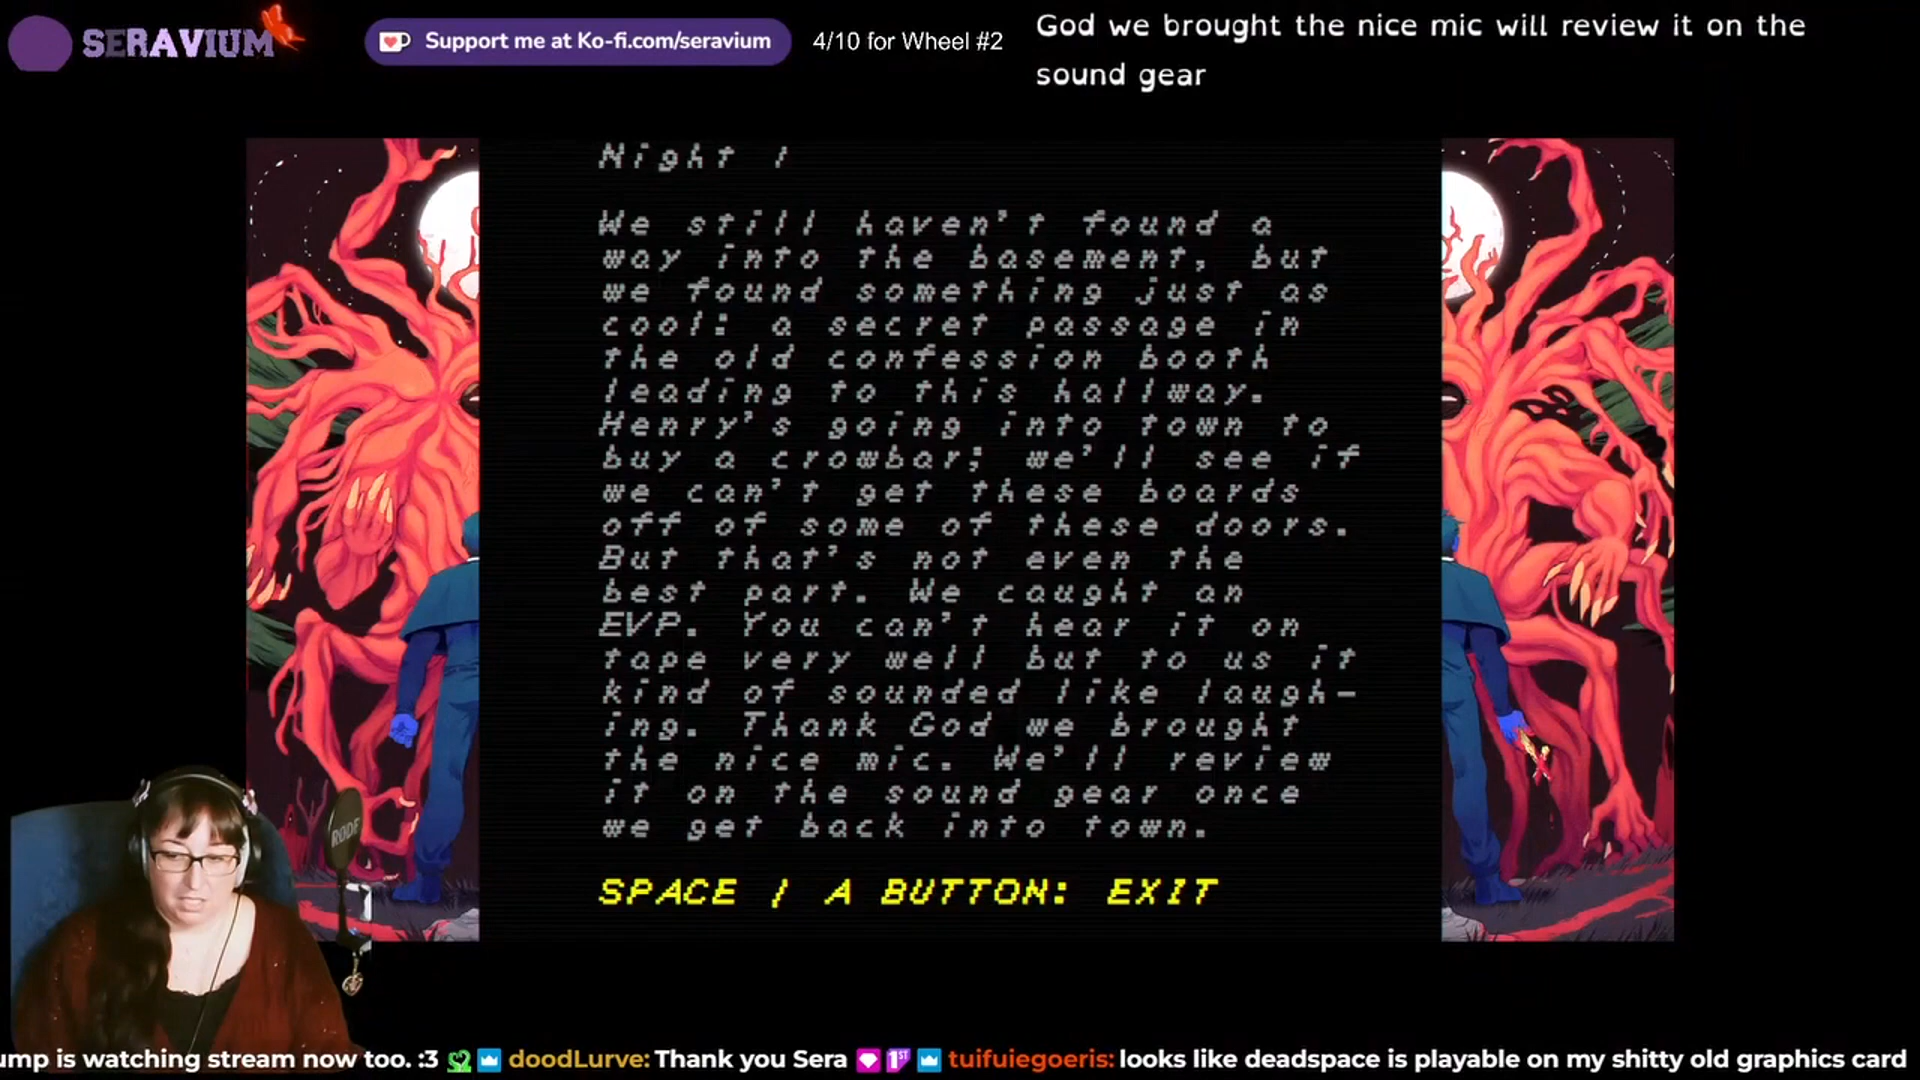 SERAVIUM
Support me at Ko-fi.com/seravium
4/10 for Wheel #2
God we brought the nice mic will review it on the
sound gear
Night 1
We still haven't found a
way into the basement, but
we found something just as
cool: a secret passage in
the old confession booth
leading to this hallway.
Henry's going into town to
buy a crowbar; we'll see if
we can't get these boards
off of some of these doors.
But that's not even the
best part. We caught an
EVP. You can't hear it on
tape very well but to us it
kind of sounded like laugh-
ing. Thank God we brought
the nice mic. We'll review
it on the sound gear once
we get back into town.
SPACE / A BUTTON: EXIT
RODE
ump is watching stream now too. :3 doodLurve: Thank you Sera 1ST tuifuiegoeris: looks like deadspace is playable on my shitty old graphics card